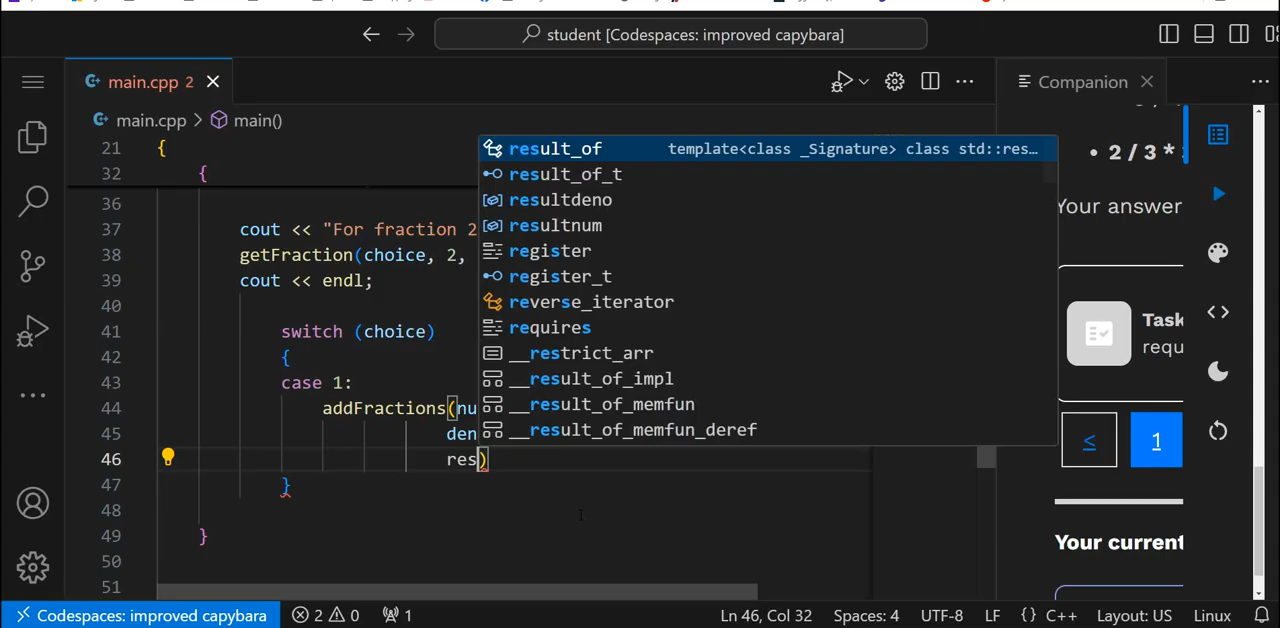 student [Codespaces: improved capybara]
main.cpp 2
Companion
main.cpp > main()
21 {
32 {
36
37 cout << "For fraction 2
38 getFraction(choice, 2,
39 cout << endl;
40
41 switch (choice)
42 {
43 case 1:
44 addFractions(nu
45 den
46 res)
47 }
48
49 }
50
51
result_of template<class _Signature> class std::res…
result_of_t
resultdeno
resultnum
register
register_t
reverse_iterator
requires
__restrict_arr
__result_of_impl
__result_of_memfun
__result_of_memfun_deref
• 2 / 3 *
Your answer
Task
requ
≤ 1
Your current
Codespaces: improved capybara 2 0 1 Ln 46, Col 32 Spaces: 4 UTF-8 LF {} C++ Layout: US Linux